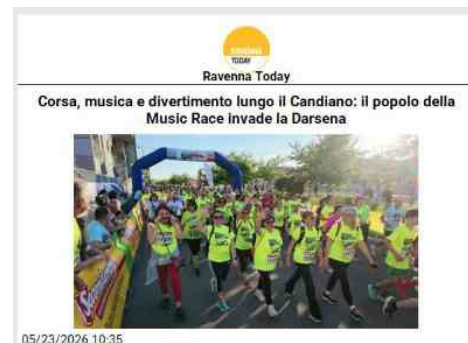 TODAY
Ravenna Today
Corsa, musica e divertimento lungo il Candiano: il popolo della
Music Race invade la Darsena
05/23/2026 10:35